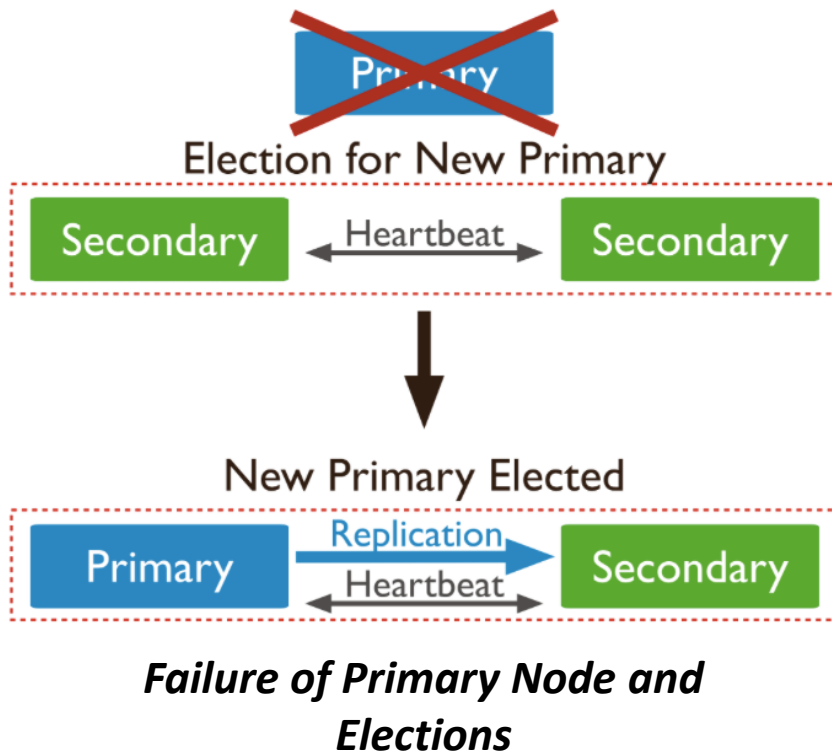 Primary
Election for New Primary
Secondary
Heartbeat
Secondary
New Primary Elected
Primary
Replication
Heartbeat
Secondary
Failure of Primary Node and
Elections